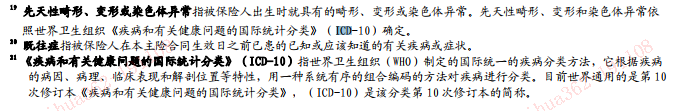 19 先天性畸形、变形或染色体异常指被保险人出生时就具有的畸形、变形或染色体异常。先天性畸形、变形和染色体异常依
照世界卫生组织《疾病和有关健康问题的国际统计分类》（ICD-10）确定。
20 既往症指被保险人在本主险合同生效日之前已患的已知或应该知道的有关疾病或症状。
21 《疾病和有关健康问题的国际统计分类》（ICD-10）指世界卫生组织（WHO）制定的国际统一的疾病分类方法，它根据疾病
的病因、病理、临床表现和解剖位置等特性，用一种系统有序的组合编码的方法对疾病进行分类。目前世界通用的是第 10
次修订本《疾病和有关健康问题的国际统计分类》，（ICD-10）是该分类第 10 次修订本的简称。